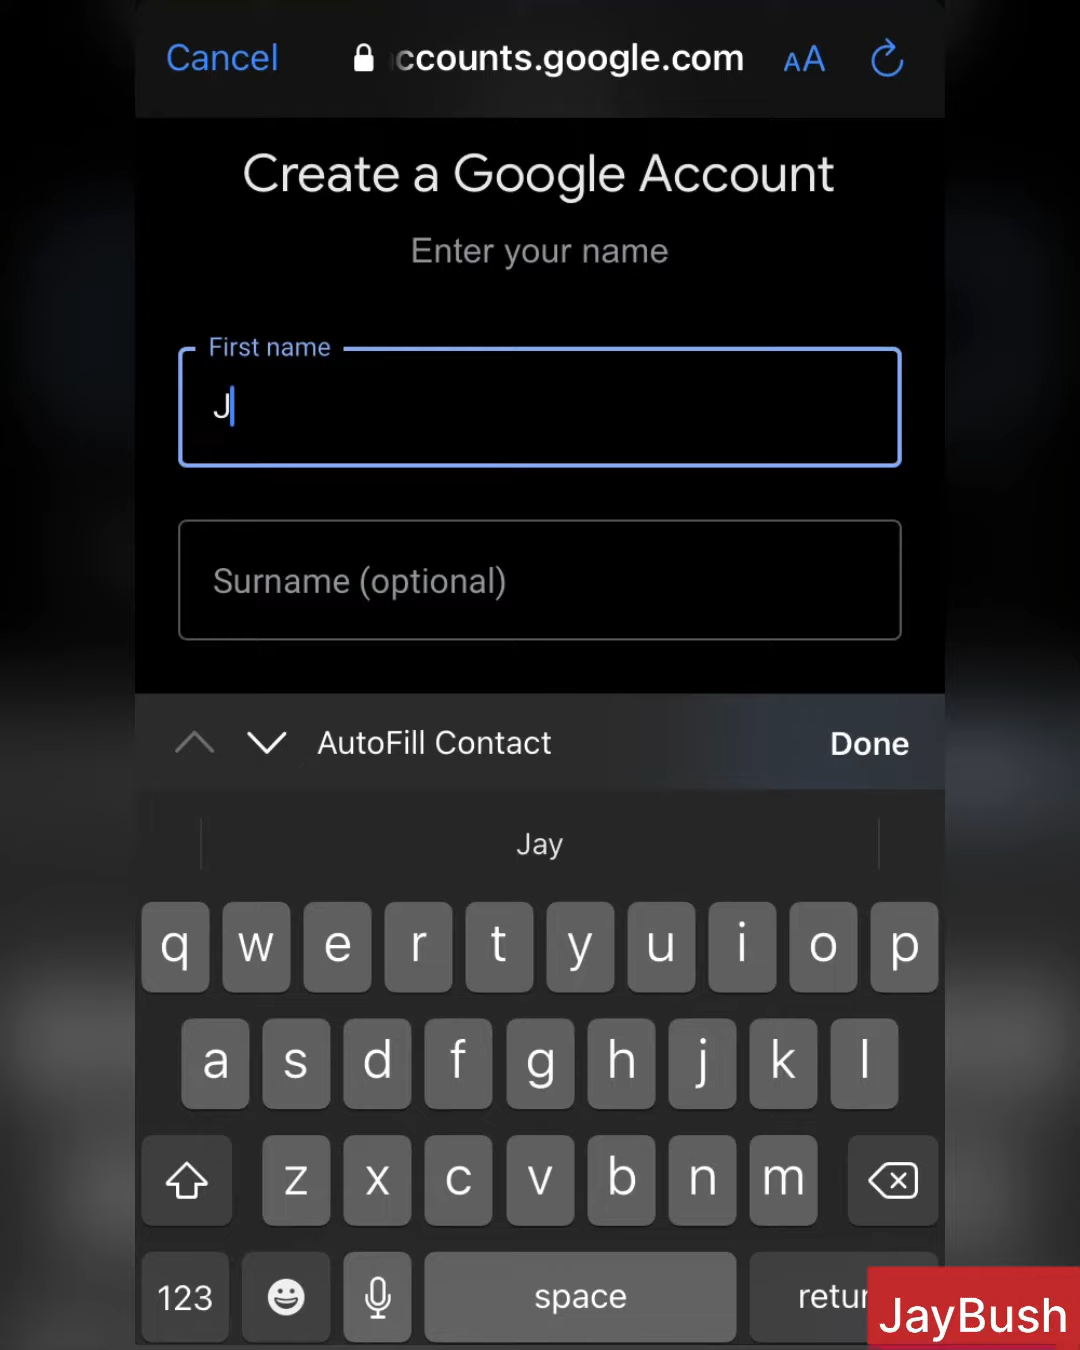 Cancel ccounts.google.com AA
Create a Google Account
Enter your name
First name
J
Surname (optional)
AutoFill Contact Done
Jay
q w e r t y u i o p
a s d f g h j k l
z x c v b n m
123 space retur
JayBush